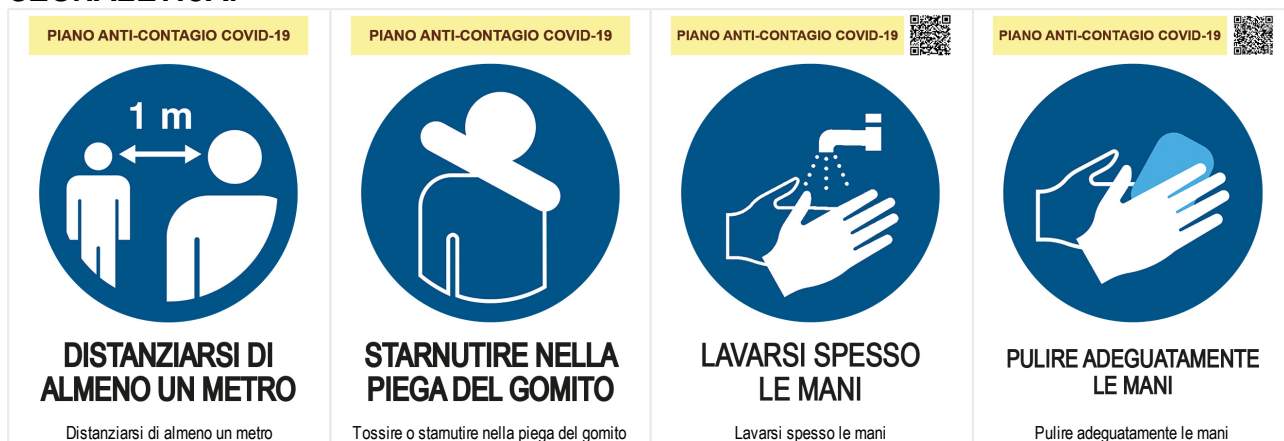 PIANO ANTI-CONTAGIO COVID-19
1 m
DISTANZIARSI DI
ALMENO UN METRO
Distanziarsi di almeno un metro
PIANO ANTI-CONTAGIO COVID-19
STARNUTIRE NELLA
PIEGA DEL GOMITO
Tossire o starnutire nella piega del gomito
PIANO ANTI-CONTAGIO COVID-19
LAVARSI SPESSO
LE MANI
Lavarsi spesso le mani
PIANO ANTI-CONTAGIO COVID-19
PULIRE ADEGUATAMENTE
LE MANI
Pulire adeguatamente le mani